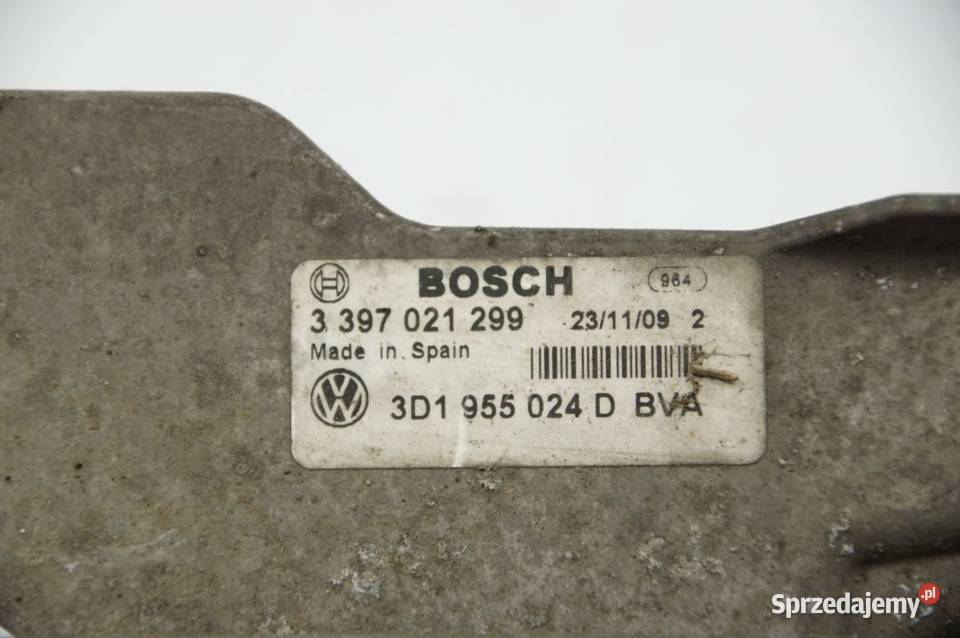 BOSCH 964
3 397 021 299 23/11/09 2
Made in. Spain
3D1 955 024 D BVA
Sprzedajemy.pl